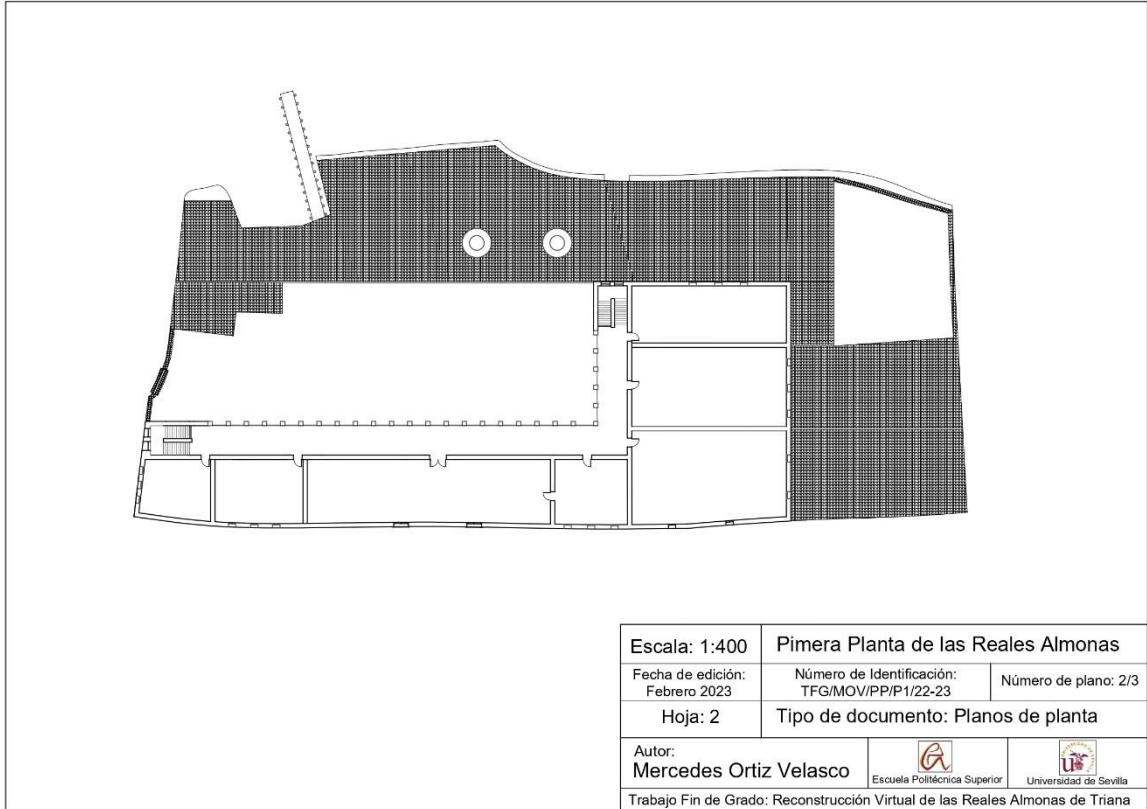 Escala: 1:400
Pimera Planta de las Reales Almonas
Fecha de edición:
Febrero 2023
Número de Identificación:
TFG/MOV/PP/P1/22-23
Número de plano: 2/3
Hoja: 2
Tipo de documento: Planos de planta
Autor:
Mercedes Ortiz Velasco
Escuela Politécnica Superior
Universidad de Sevilla
Trabajo Fin de Grado: Reconstrucción Virtual de las Reales Almonas de Triana